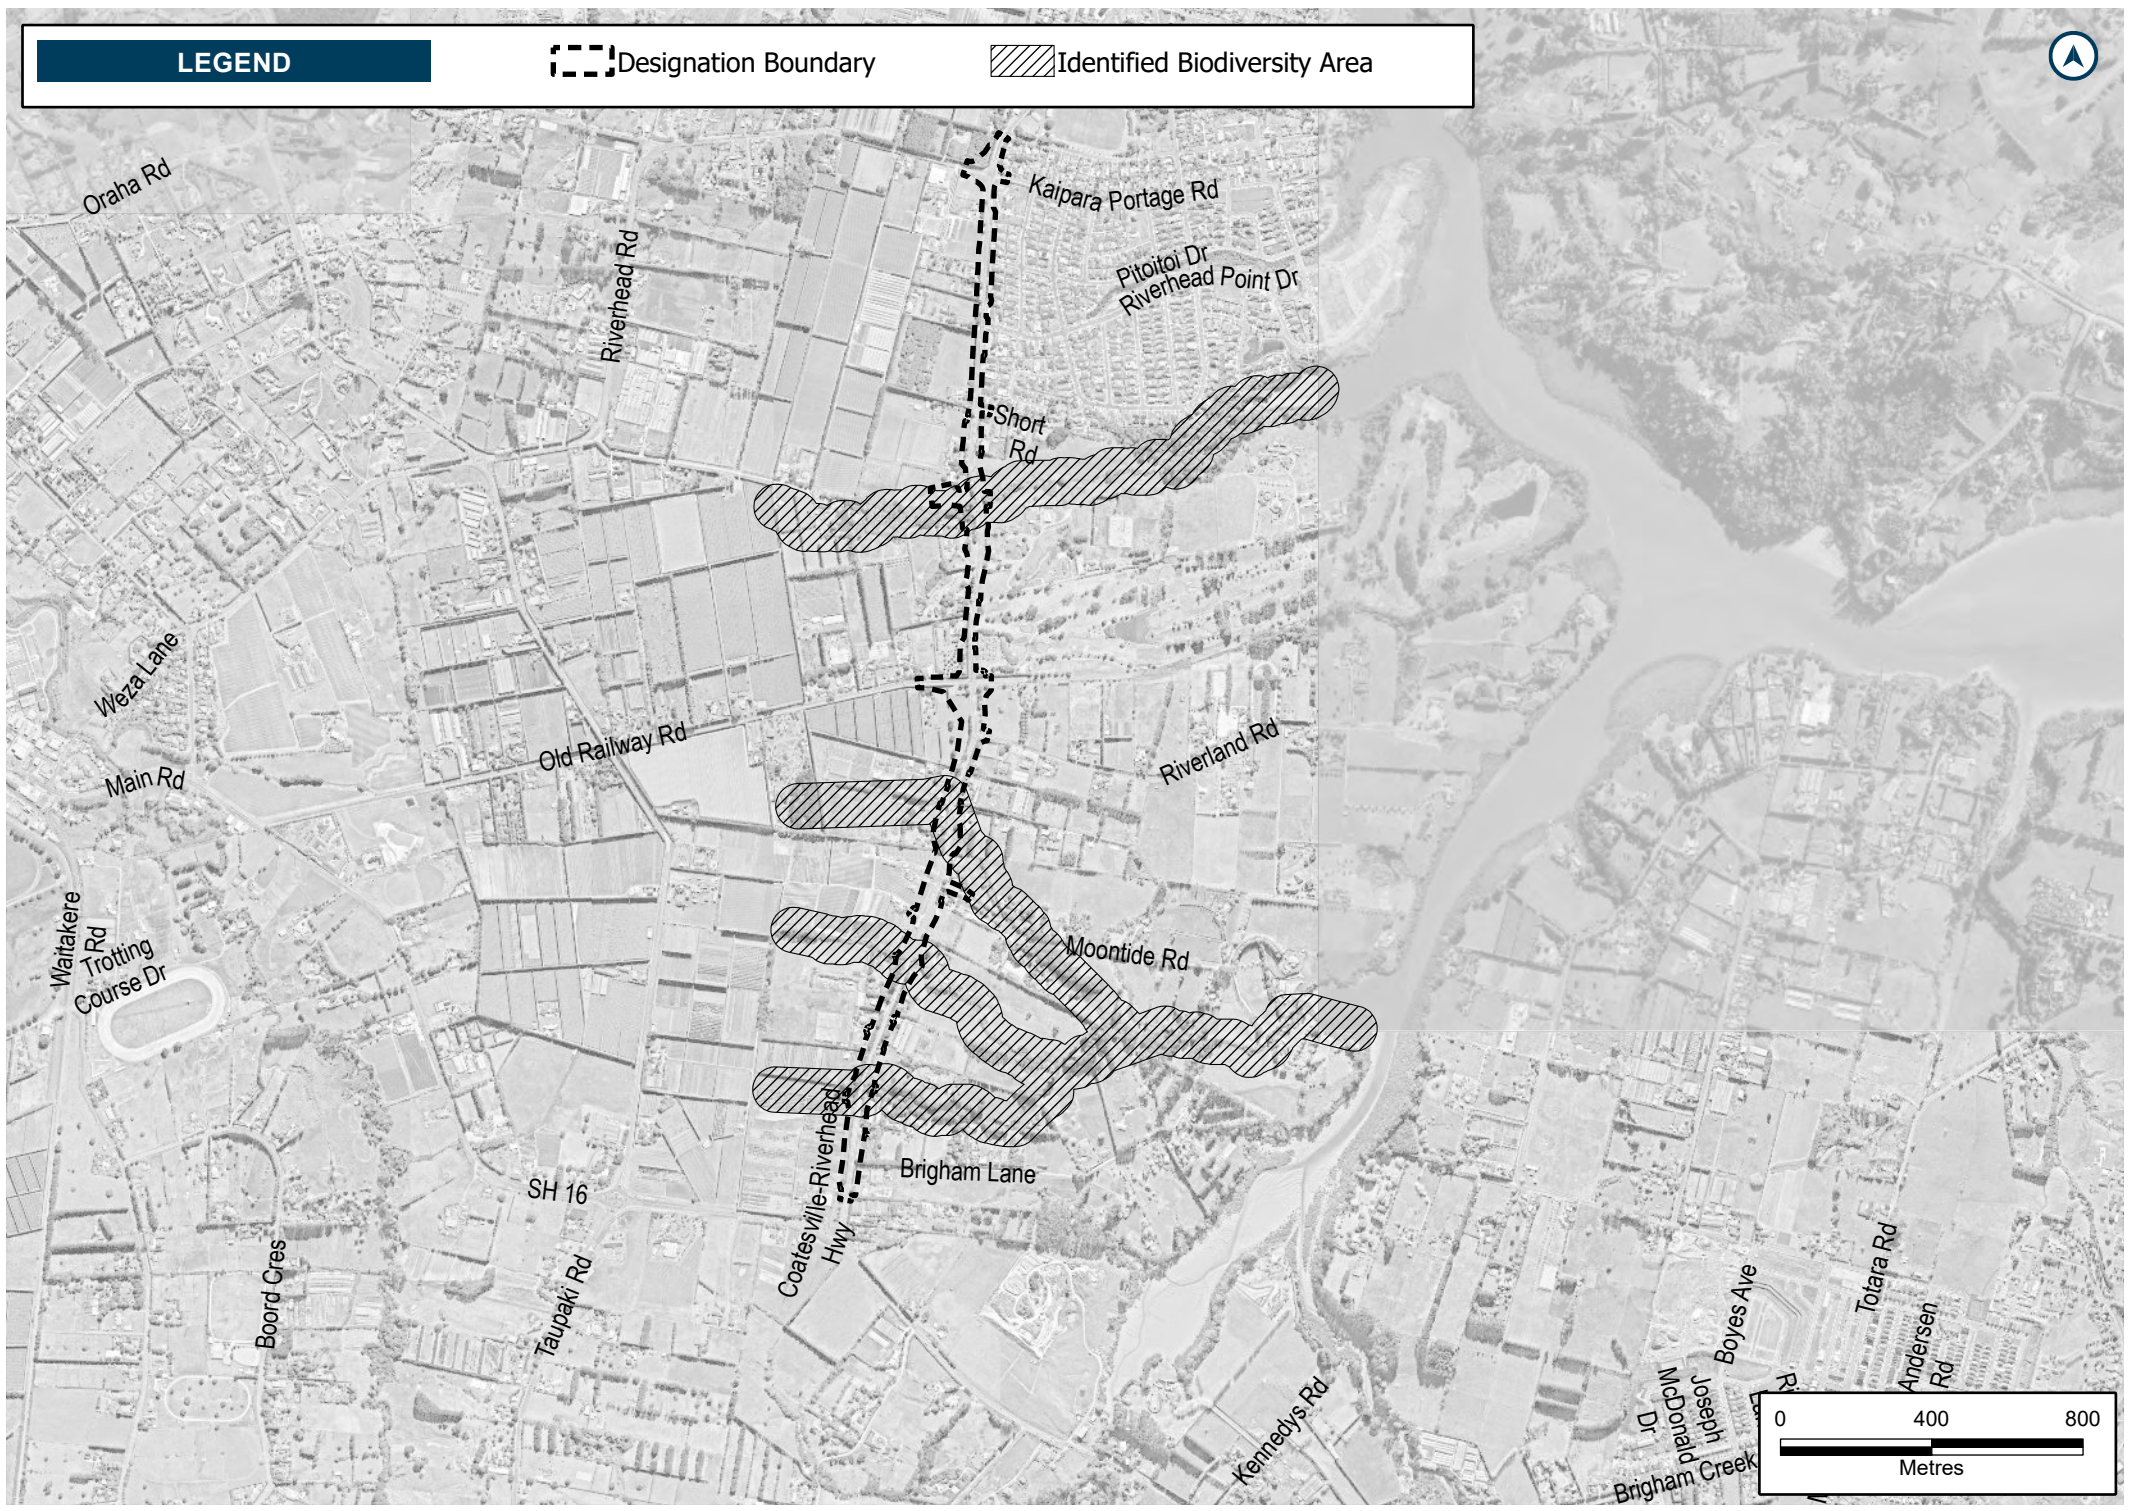 LEGEND
Designation Boundary
Identified Biodiversity Area
Oraha Rd
Kaipara Portage Rd
Riverhead Rd
Pitoitoi Dr
Riverhead Point Dr
Short
Rd
Weza Lane
Old Railway Rd
Riverland Rd
Main Rd
Waitakere
Rd
Trotting
Course Dr
Moontide Rd
Coatesville-Riverhead
Hwy
Brigham Lane
SH 16
Boord Cres
Taupaki Rd
Kennedys Rd
Totara Rd
Boyes Ave
Andersen
Rd
Joseph
McDonald
Dr
Brigham Creek
0 400 800
Metres